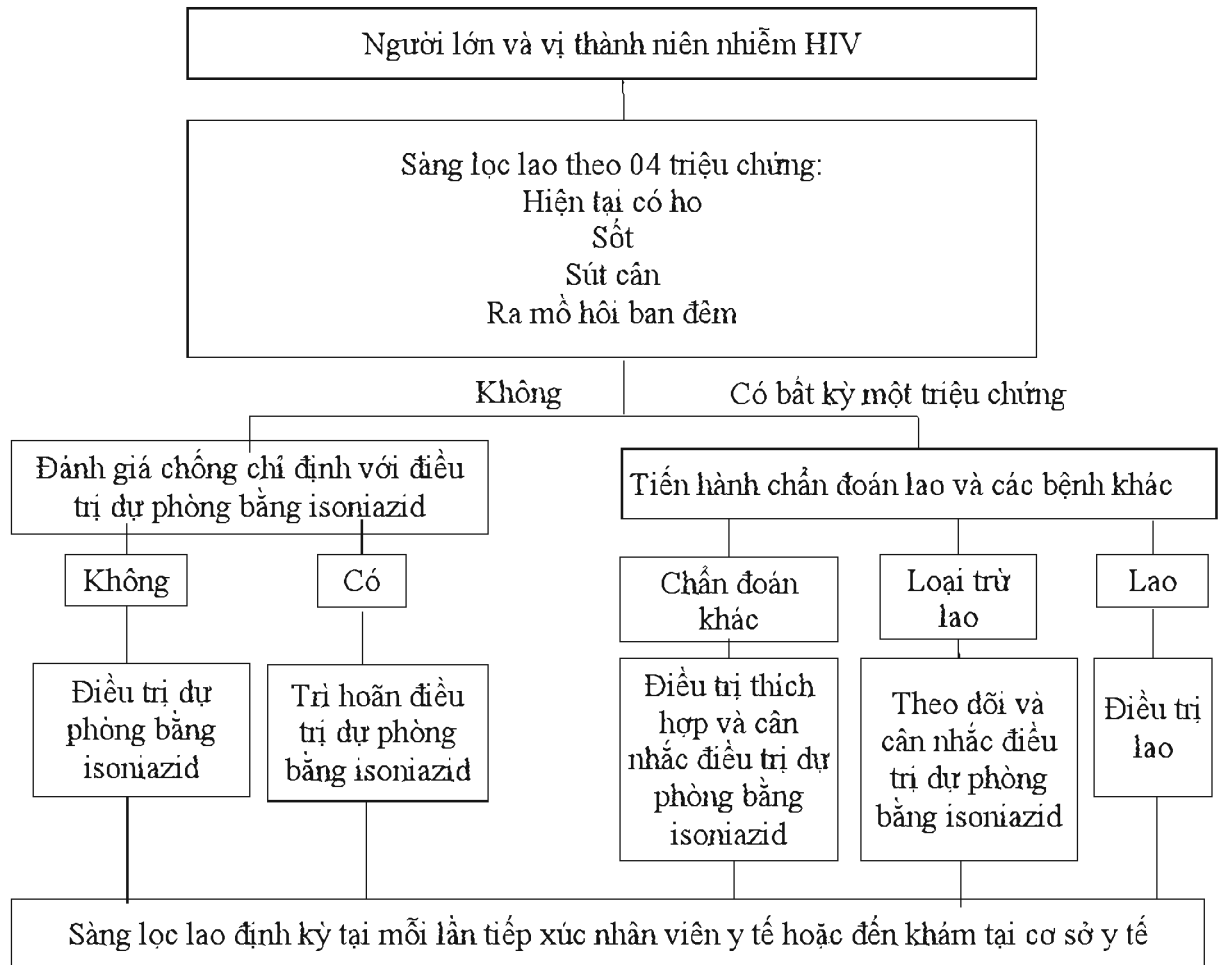 Người lớn và vị thành niên nhiễm HIV
Sàng lọc lao theo 04 triệu chứng:
Hiện tại có ho
Sốt
Sút cân
Ra mồ hôi ban đêm
Không
Có bất kỳ một triệu chứng
Đánh giá chống chỉ định với điều
trị dự phòng bằng isoniazid
Tiến hành chẩn đoán lao và các bệnh khác
Không
Có
Chẩn đoán
khác
Loại trừ
lao
Lao
Điều trị dự
phòng bằng
isoniazid
Trì hoãn điều
trị dự phòng
bằng isoniazid
Điều trị thích
hợp và cân
nhắc điều trị dự
phòng bằng
isoniazid
Theo dõi và
cân nhắc điều
trị dự phòng
bằng isoniazid
Điều trị
lao
Sàng lọc lao định kỳ tại mỗi lần tiếp xúc nhân viên y tế hoặc đến khám tại cơ sở y tế